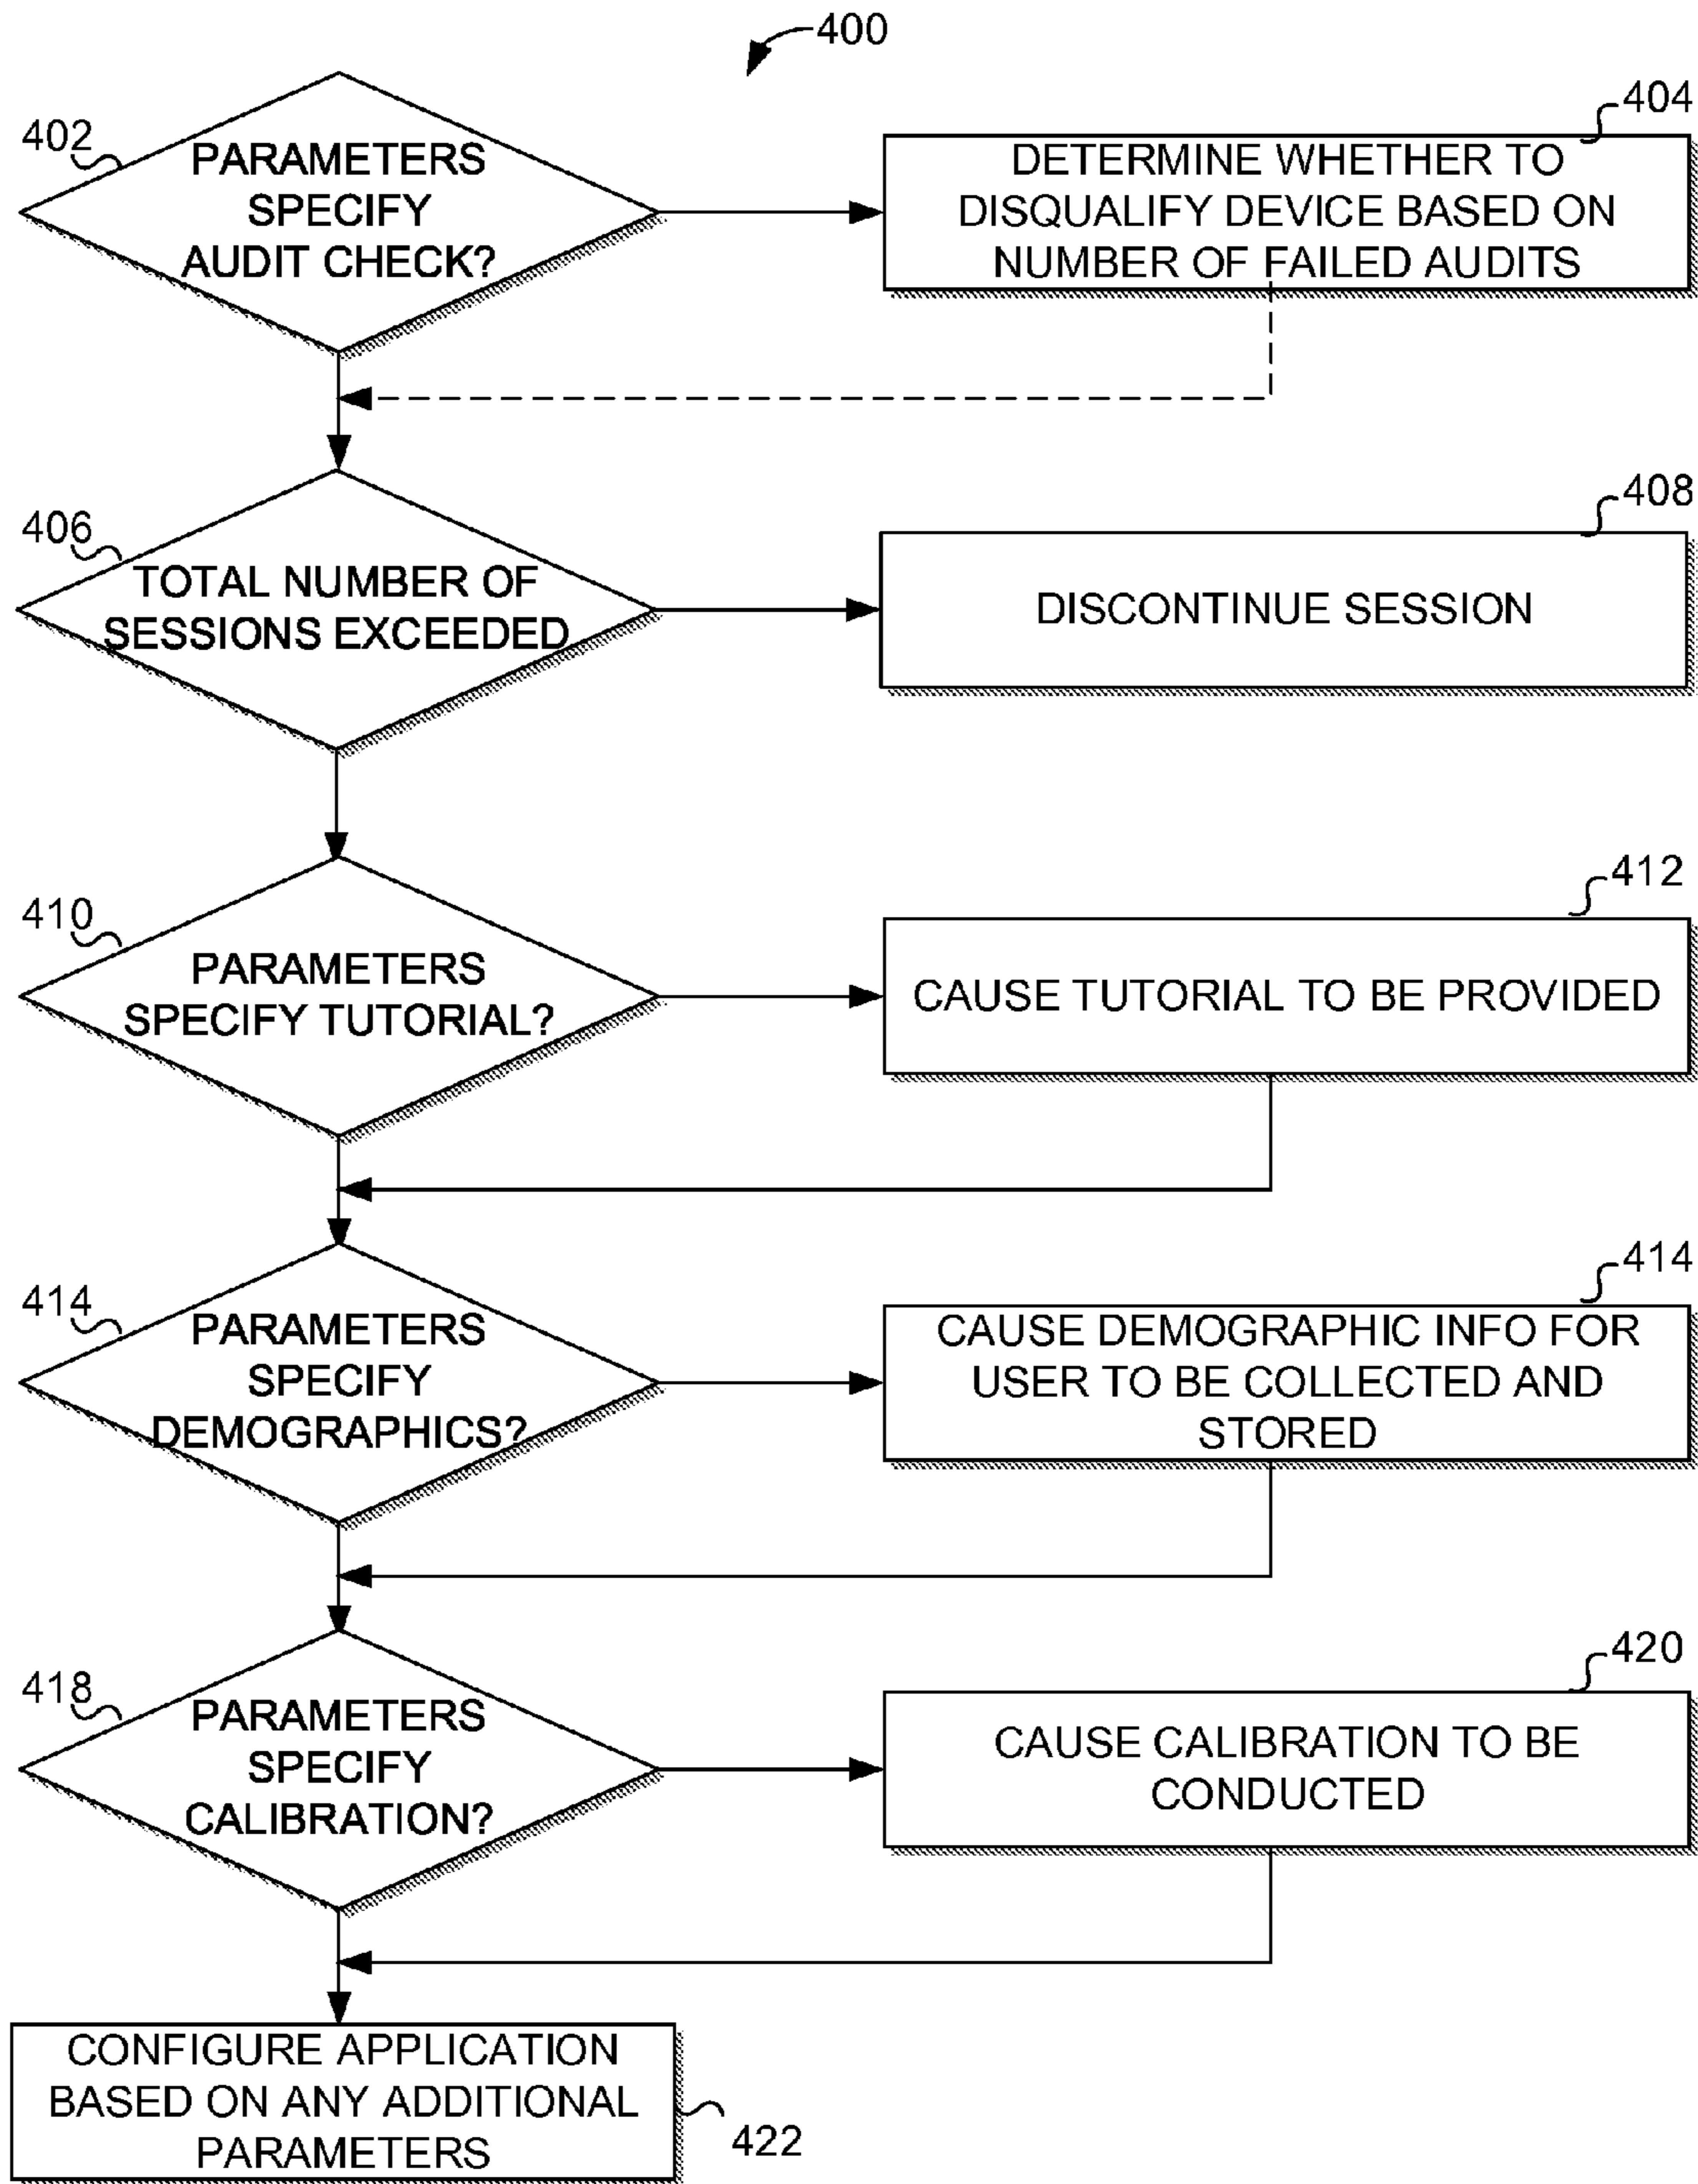 400
402
PARAMETERS
SPECIFY
AUDIT CHECK?
404
DETERMINE WHETHER TO
DISQUALIFY DEVICE BASED ON
NUMBER OF FAILED AUDITS
406
TOTAL NUMBER OF
SESSIONS EXCEEDED
408
DISCONTINUE SESSION
410
PARAMETERS
SPECIFY TUTORIAL?
412
CAUSE TUTORIAL TO BE PROVIDED
414
PARAMETERS
SPECIFY
DEMOGRAPHICS?
414
CAUSE DEMOGRAPHIC INFO FOR
USER TO BE COLLECTED AND
STORED
418
PARAMETERS
SPECIFY
CALIBRATION?
420
CAUSE CALIBRATION TO BE
CONDUCTED
CONFIGURE APPLICATION
BASED ON ANY ADDITIONAL
PARAMETERS
422